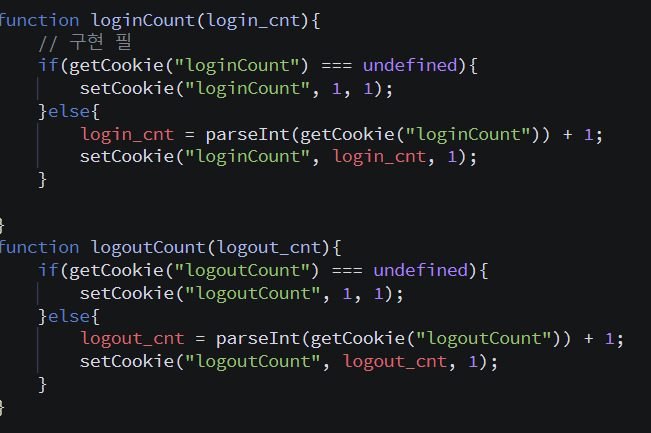 function loginCount(login_cnt){
    // 구현 필
    if(getCookie("loginCount") === undefined){
        setCookie("loginCount", 1, 1);
    }else{
        login_cnt = parseInt(getCookie("loginCount")) + 1;
        setCookie("loginCount", login_cnt, 1);
    }
}
function logoutCount(logout_cnt){
    if(getCookie("logoutCount") === undefined){
        setCookie("logoutCount", 1, 1);
    }else{
        logout_cnt = parseInt(getCookie("logoutCount")) + 1;
        setCookie("logoutCount", logout_cnt, 1);
    }
}